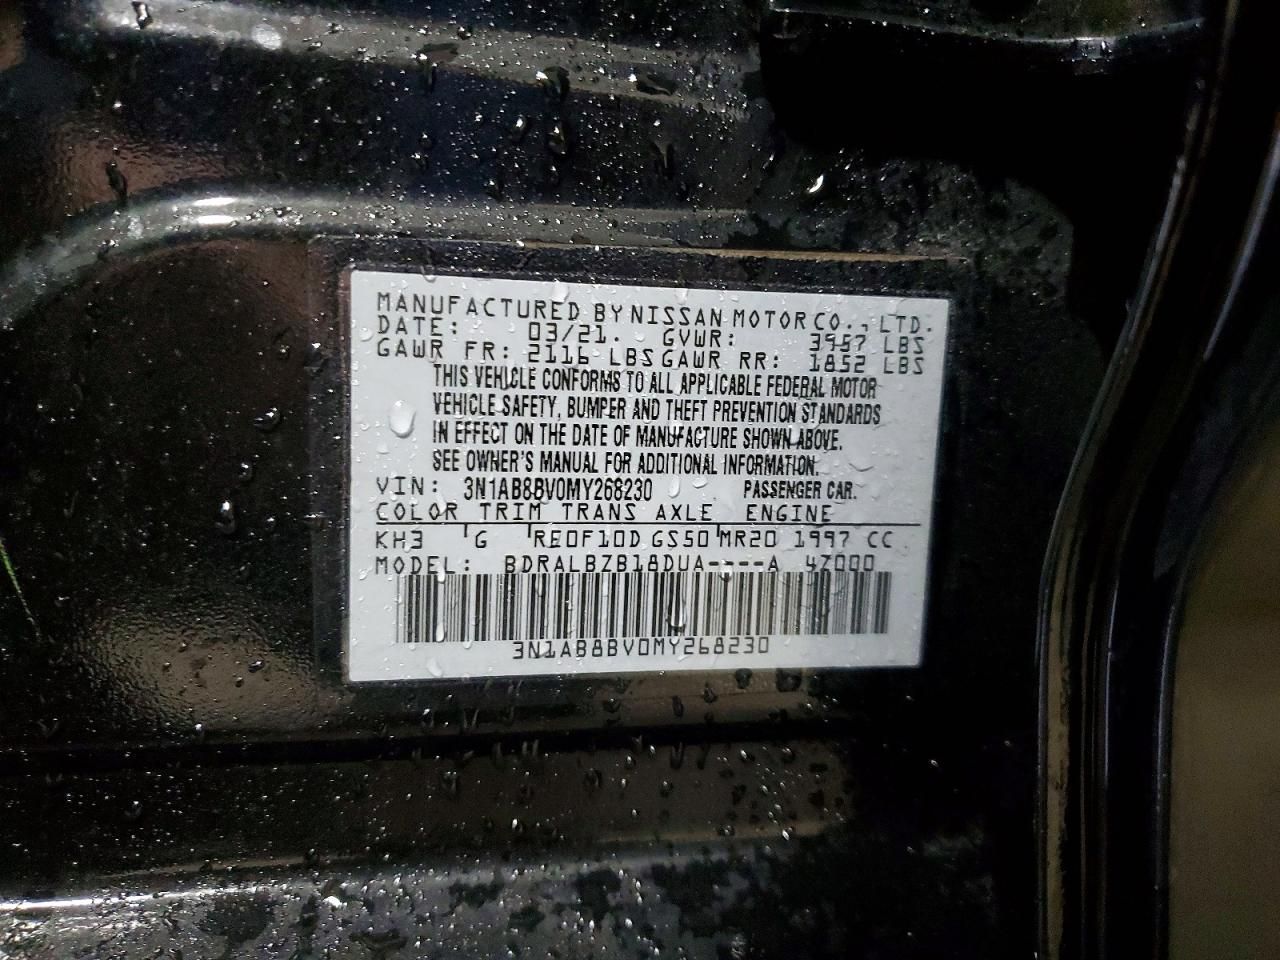 MANUFACTURED BY NISSAN MOTOR CO., LTD.
DATE: 03/21. GVWR: 3957 LBS
GAWR FR: 2116 LBS GAWR RR: 1852 LBS
THIS VEHICLE CONFORMS TO ALL APPLICABLE FEDERAL MOTOR
VEHICLE SAFETY, BUMPER AND THEFT PREVENTION STANDARDS
IN EFFECT ON THE DATE OF MANUFACTURE SHOWN ABOVE.
SEE OWNER'S MANUAL FOR ADDITIONAL INFORMATION.
VIN: 3N1AB8BV0MY268230 PASSENGER CAR.
COLOR TRIM TRANS AXLE ENGINE
KH3 G RE0F10D GS50 MR20 1997 CC
MODEL: BDRALBZB18DUA----A 4Z000
3N1AB8BV0MY268230